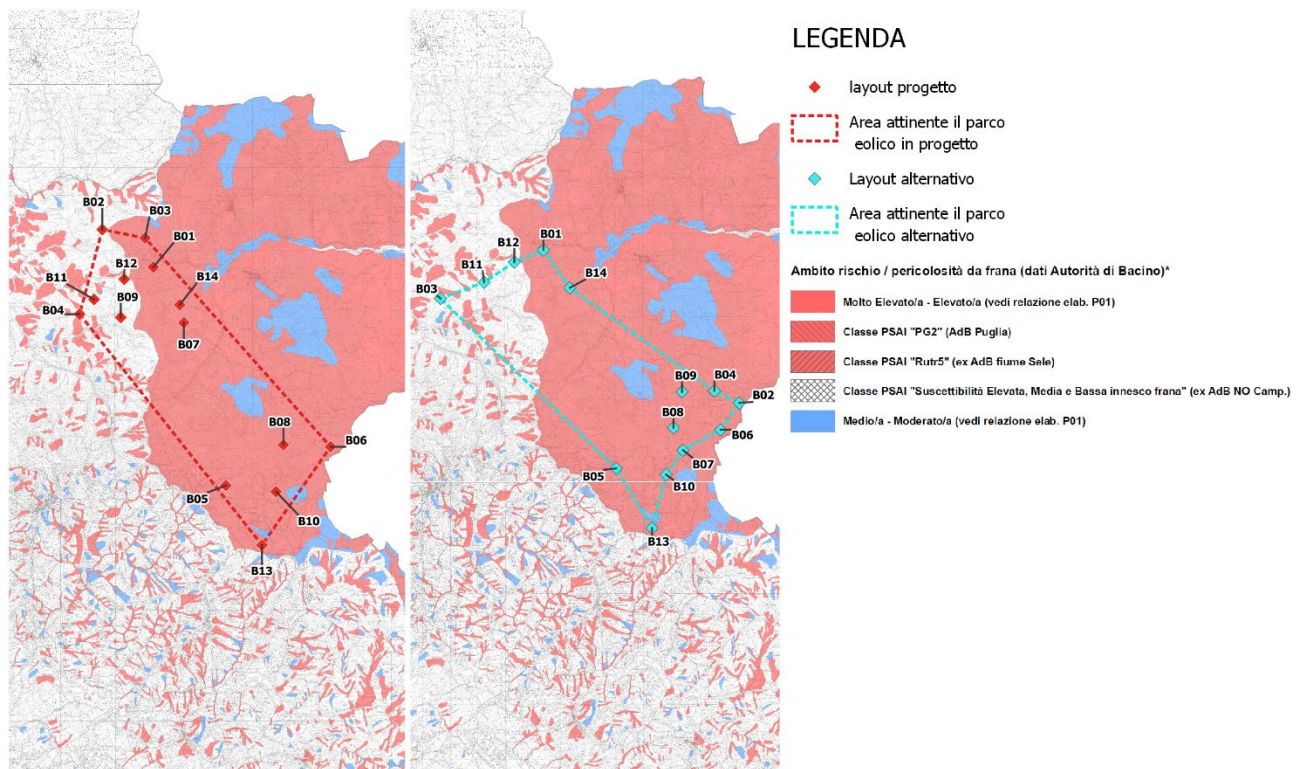 B02
B03
B01
B12
B14
B11
B09
B04
B07
B08
B06
B05
B10
B13
B01
B12
B11
B14
B03
B09
B04
B02
B08
B06
B07
B05
B10
B13
LEGENDA
layout progetto
Area attinente il parco
eolico in progetto
Layout alternativo
Area attinente il parco
eolico alternativo
Ambito rischio / pericolosità da frana (dati Autorità di Bacino)*
Molto Elevato/a - Elevato/a (vedi relazione elab. P01)
Classe PSAI "PG2" (AdB Puglia)
Classe PSAI "Rutr5" (ex AdB fiume Sele)
Classe PSAI "Suscettibilità Elevata, Media e Bassa innesco frana" (ex AdB NO Camp.)
Medio/a - Moderato/a (vedi relazione elab. P01)